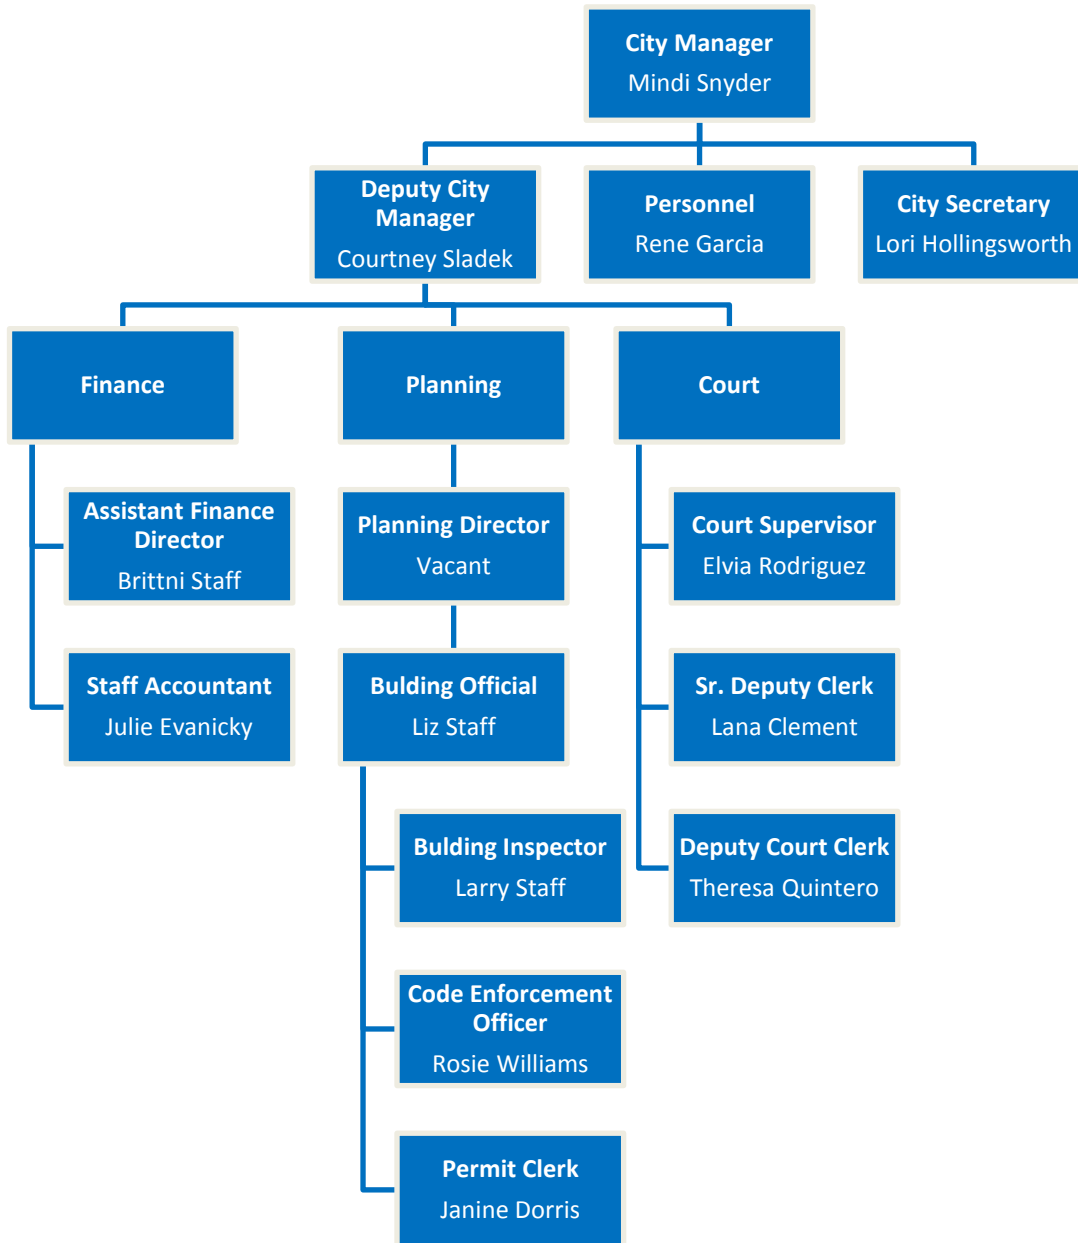 City Manager
Mindi Snyder
Deputy City
Manager
Courtney Sladek
Personnel
Rene Garcia
City Secretary
Lori Hollingsworth
Finance
Planning
Court
Assistant Finance
Director
Brittni Staff
Planning Director
Vacant
Court Supervisor
Elvia Rodriguez
Staff Accountant
Julie Evanicky
Bulding Official
Liz Staff
Sr. Deputy Clerk
Lana Clement
Bulding Inspector
Larry Staff
Deputy Court Clerk
Theresa Quintero
Code Enforcement
Officer
Rosie Williams
Permit Clerk
Janine Dorris